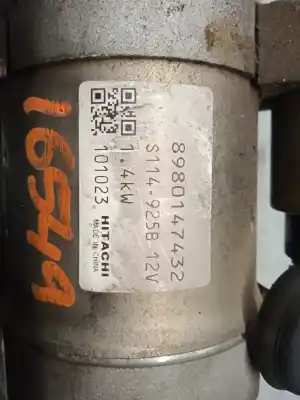 8980147432
S114-925B 12V
1.4kW
101023
HITACHI
MADE IN CHINA
16549